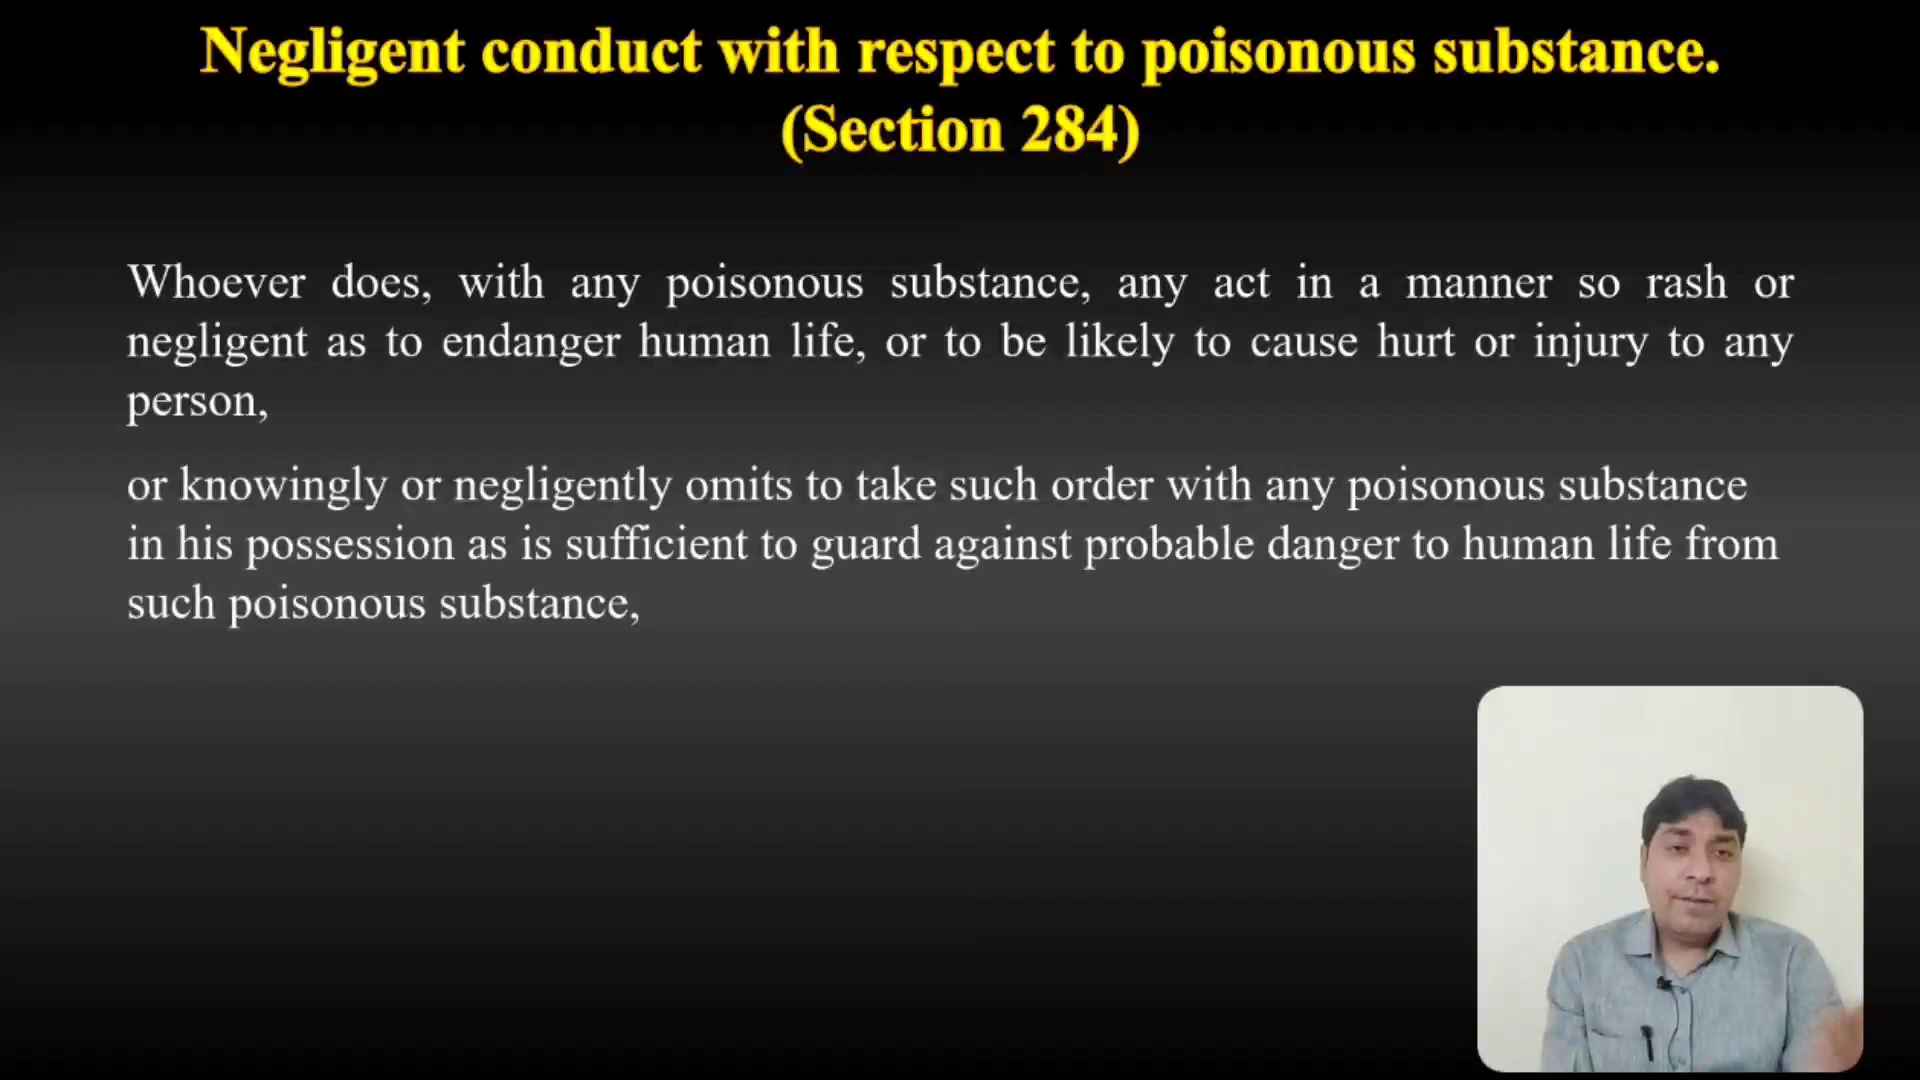 Negligent conduct with respect to poisonous substance.
(Section 284)
Whoever does, with any poisonous substance, any act in a manner so rash or
negligent as to endanger human life, or to be likely to cause hurt or injury to any
person,
or knowingly or negligently omits to take such order with any poisonous substance
in his possession as is sufficient to guard against probable danger to human life from
such poisonous substance,